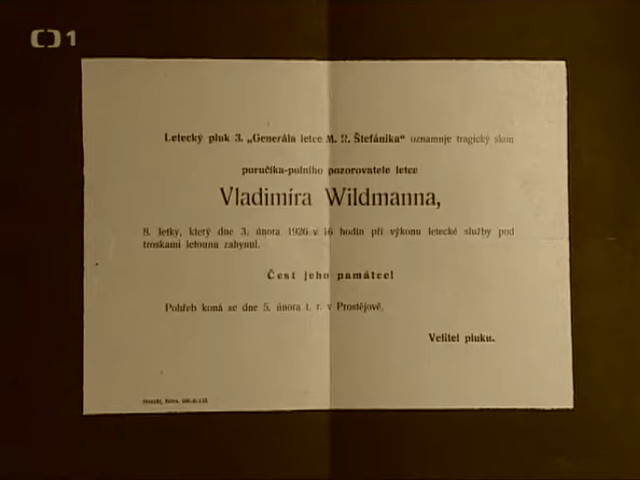 1
Letecký pluk 3. „Generála letce M. R. Štefánika“ oznamuje tragický skon
poručíka-polního pozorovatele letce
Vladimíra Wildmanna,
8. letky, který dne 3. února 1926 v 16 hodin při výkonu letecké služby pod
troskami letounu zahynul.
Čest jeho památce!
Pohřeb koná se dne 5. února t. r. v Prostějově.
Velitel pluku.